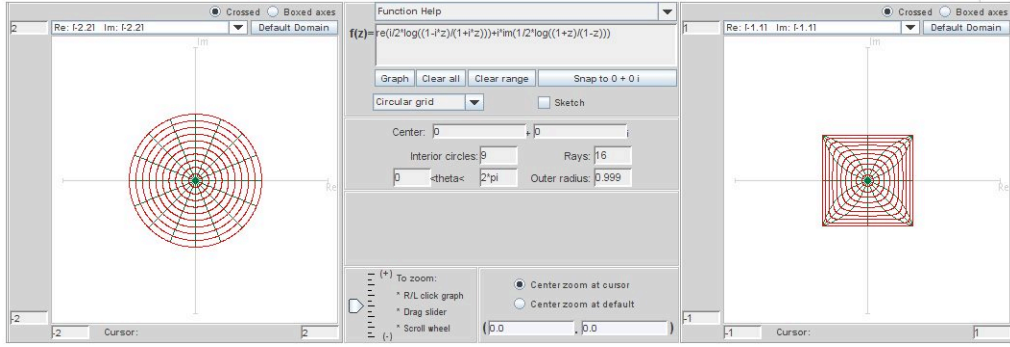 Crossed Boxed axes
2 Re: [-2.2] Im: [-2.2] Default Domain
Im
Re
-2
-2 Cursor: 2
Function Help
f(z)= re(i/2*log((1-i*z)/(1+i*z)))+i*im(1/2*log((1+z)/(1-z)))
Graph Clear all Clear range Snap to 0 + 0 i
Circular grid Sketch
Center: 0 + 0 i
Interior circles: 9 Rays: 16
0 <theta< 2*pi Outer radius: 0.999
(+) To zoom:
* R/L click graph
* Drag slider
* Scroll wheel
(-)
Center zoom at cursor
Center zoom at default
( 0.0 , 0.0 )
Crossed Boxed axes
1 Re: [-1.1] Im: [-1.1] Default Domain
Im
Re
-1
-1 Cursor: 1